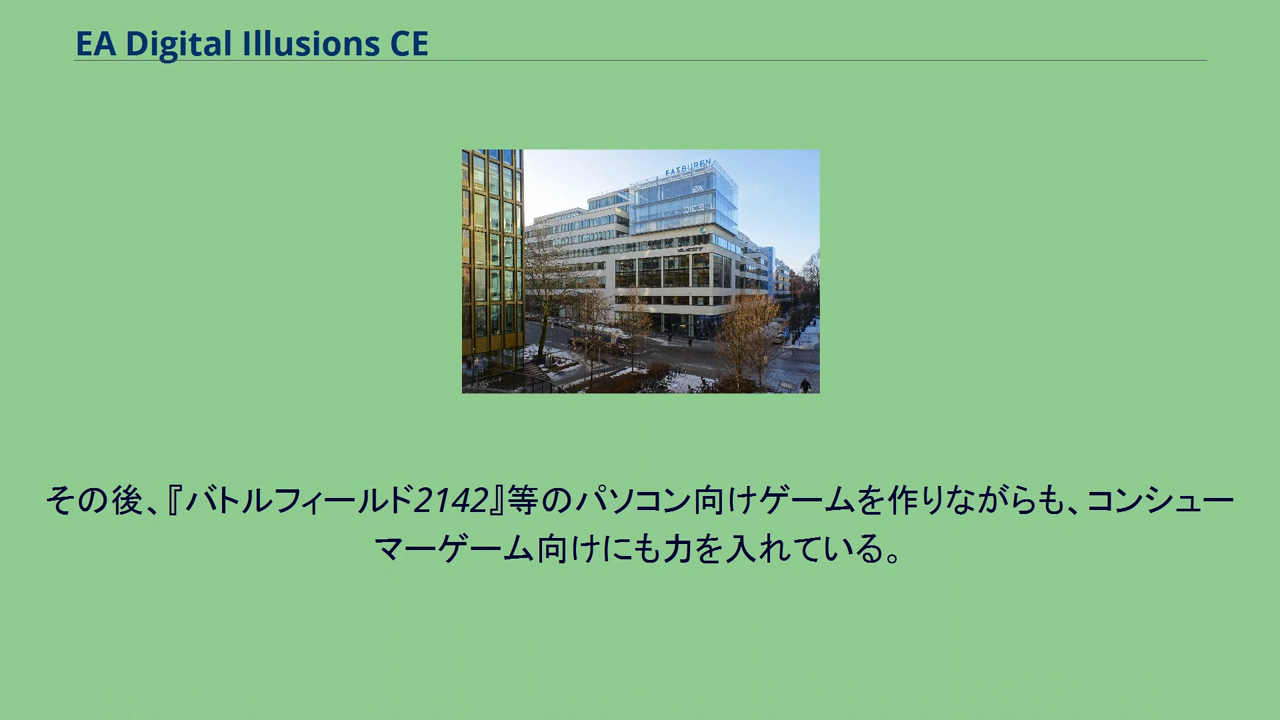 EA Digital Illusions CE
FATBUREN
EA
DICE
その後、『バトルフィールド2142』等のパソコン向けゲームを作りながらも、コンシュー
マーゲーム向けにも力を入れている。